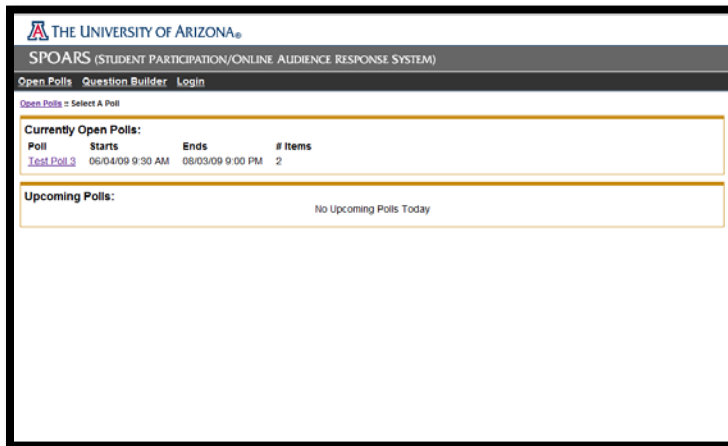 A THE UNIVERSITY OF ARIZONA®
SPOARS (STUDENT PARTICIPATION/ONLINE AUDIENCE RESPONSE SYSTEM)
Open Polls Question Builder Login
Open Polls :: Select A Poll
Currently Open Polls:
Poll Starts Ends # Items
Test Poll 3 06/04/09 9:30 AM 08/03/09 9:00 PM 2
Upcoming Polls:
No Upcoming Polls Today